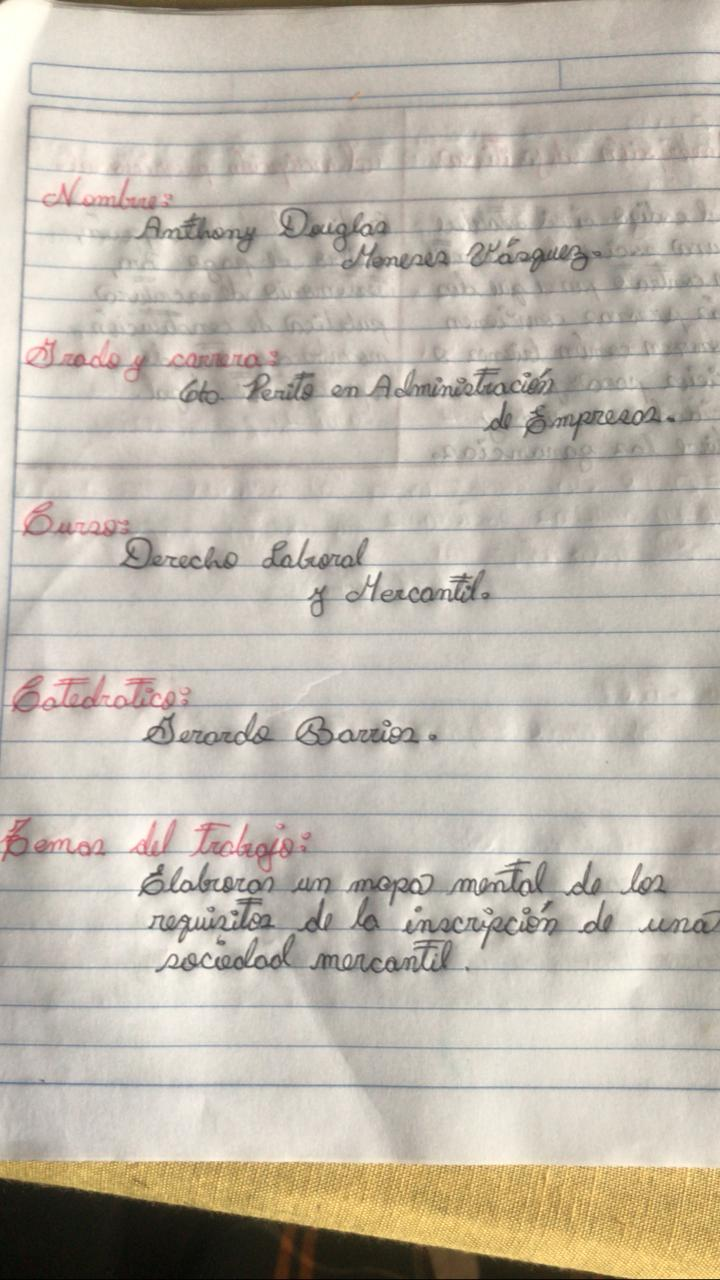 Nombre:
Anthony Douglas
Meneses Vásquez.
Grado y carrera:
6to. Perito en Administración
de Empresas.
Curso:
Derecho Laboral
y Mercantil.
Catedratico:
Gerardo Barrios.
Temas del trabajo:
Elaborar un mapa mental de los
requisitos de la inscripción de una
sociedad mercantil.